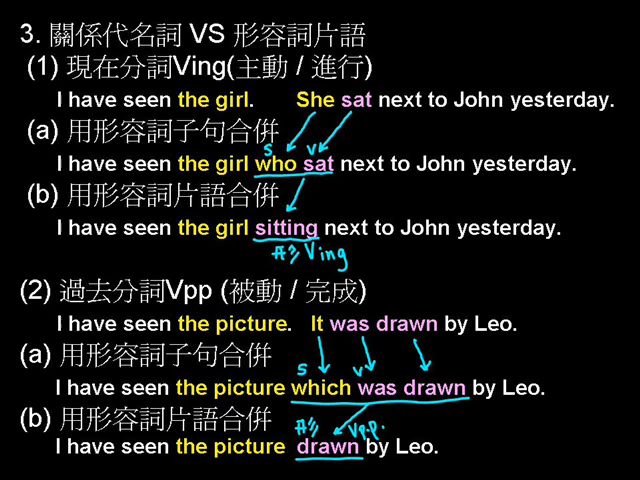 3. 關係代名詞 VS 形容詞片語
(1) 現在分詞Ving(主動 / 進行)
I have seen the girl. She sat next to John yesterday.
(a) 用形容詞子句合併
S V
I have seen the girl who sat next to John yesterday.
(b) 用形容詞片語合併
I have seen the girl sitting next to John yesterday.
Ving
(2) 過去分詞Vpp (被動 / 完成)
I have seen the picture. It was drawn by Leo.
(a) 用形容詞子句合併
S V
I have seen the picture which was drawn by Leo.
(b) 用形容詞片語合併
Vp.p.
I have seen the picture drawn by Leo.